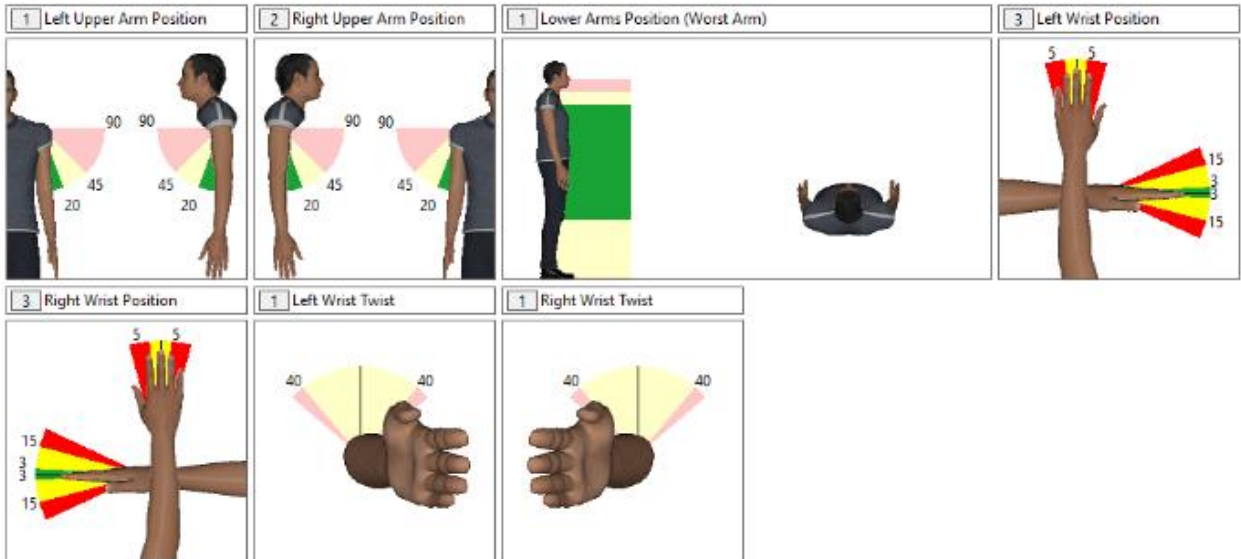 1 Left Upper Arm Position
2 Right Upper Arm Position
1 Lower Arms Position (Worst Arm)
3 Left Wrist Position
90 90
45 45
20 20
90 90
45 45
20 20
5 5
15
3
3
15
3 Right Wrist Position
1 Left Wrist Twist
1 Right Wrist Twist
5 5
15
3
3
15
40 40
40 40